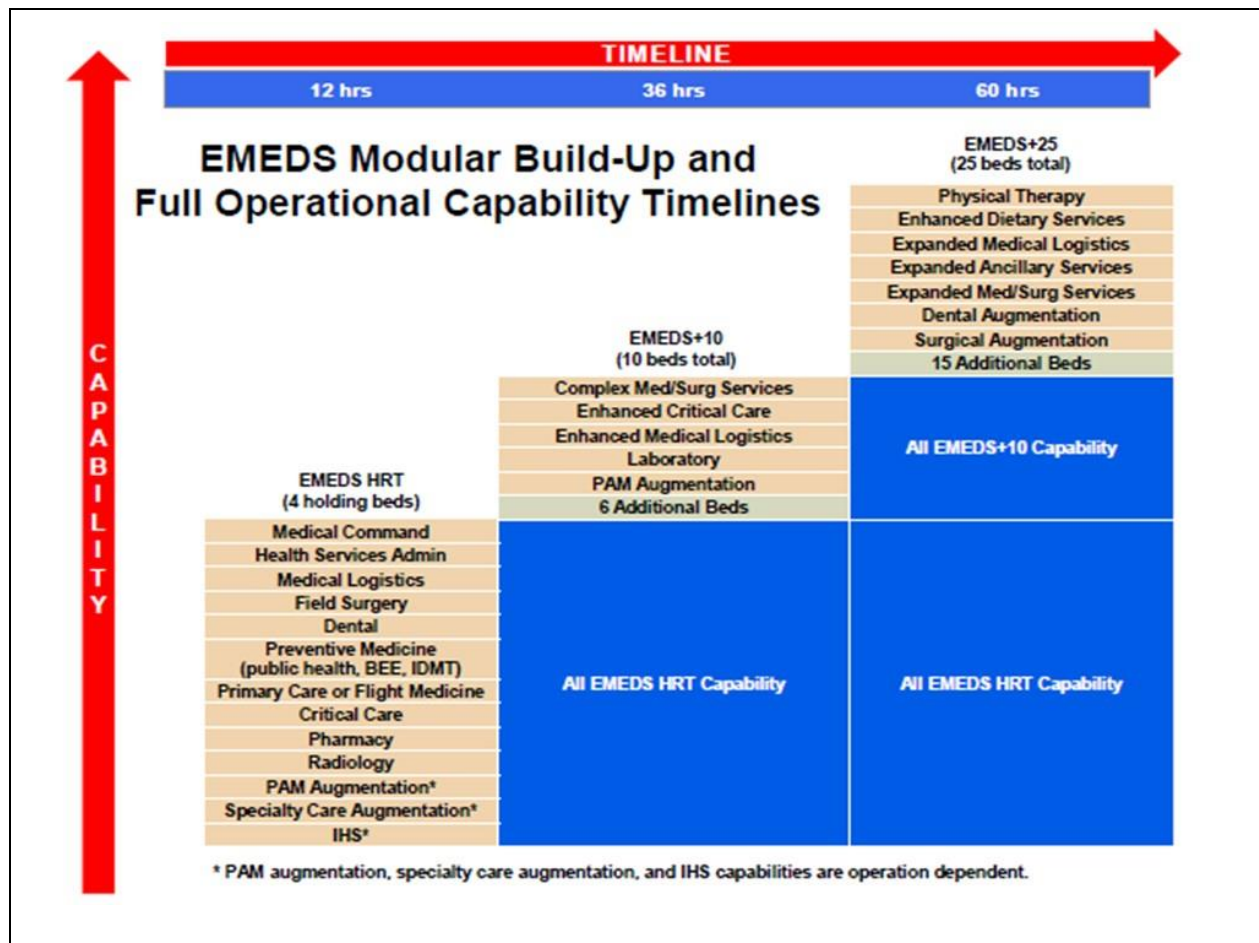 TIMELINE
12 hrs
36 hrs
60 hrs
EMEDS Modular Build-Up and
Full Operational Capability Timelines
CAPABILITY
EMEDS HRT
(4 holding beds)
Medical Command
Health Services Admin
Medical Logistics
Field Surgery
Dental
Preventive Medicine
(public health, BEE, IDMT)
Primary Care or Flight Medicine
Critical Care
Pharmacy
Radiology
PAM Augmentation*
Specialty Care Augmentation*
IHS*
EMEDS+10
(10 beds total)
Complex Med/Surg Services
Enhanced Critical Care
Enhanced Medical Logistics
Laboratory
PAM Augmentation
6 Additional Beds
All EMEDS HRT Capability
EMEDS+25
(25 beds total)
Physical Therapy
Enhanced Dietary Services
Expanded Medical Logistics
Expanded Ancillary Services
Expanded Med/Surg Services
Dental Augmentation
Surgical Augmentation
15 Additional Beds
All EMEDS+10 Capability
All EMEDS HRT Capability
* PAM augmentation, specialty care augmentation, and IHS capabilities are operation dependent.